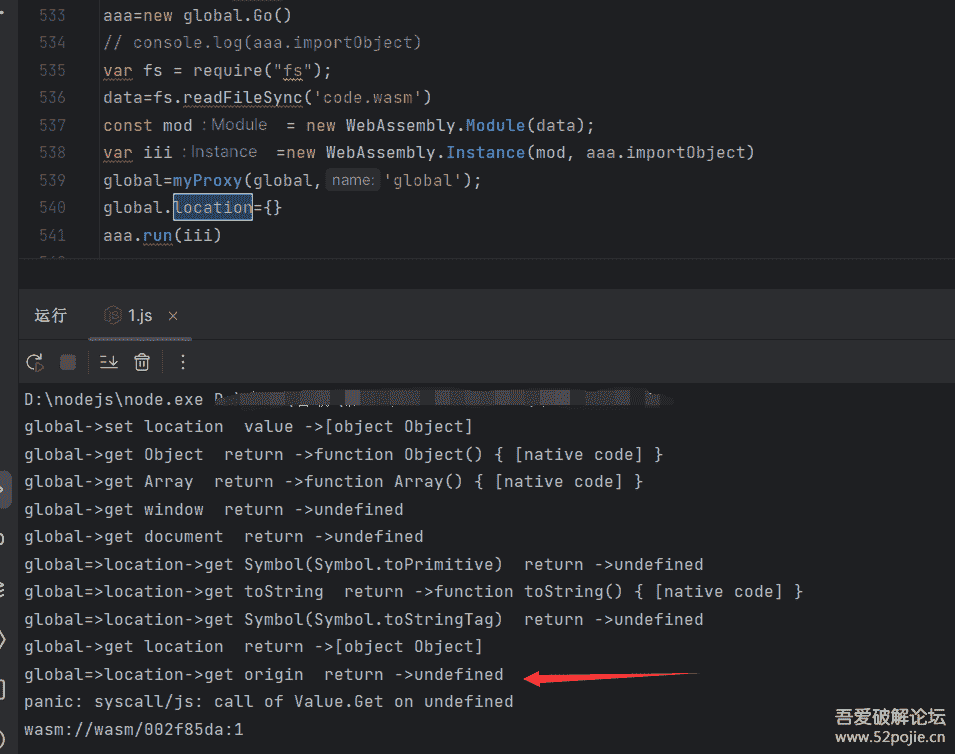 533 aaa=new global.Go()
534 // console.log(aaa.importObject)
535 var fs = require("fs");
536 data=fs.readFileSync('code.wasm')
537 const mod : Module = new WebAssembly.Module(data);
538 var iii : Instance =new WebAssembly.Instance(mod, aaa.importObject)
539 global=myProxy(global, name: 'global');
540 global.location={}
541 aaa.run(iii)
运行 1.js ×
D:\nodejs\node.exe
global->set location value ->[object Object]
global->get Object return ->function Object() { [native code] }
global->get Array return ->function Array() { [native code] }
global->get window return ->undefined
global->get document return ->undefined
global=>location->get Symbol(Symbol.toPrimitive) return ->undefined
global=>location->get toString return ->function toString() { [native code] }
global=>location->get Symbol(Symbol.toStringTag) return ->undefined
global->get location return ->[object Object]
global=>location->get origin return ->undefined
panic: syscall/js: call of Value.Get on undefined
wasm://wasm/002f85da:1
吾爱破解论坛
www.52pojie.cn